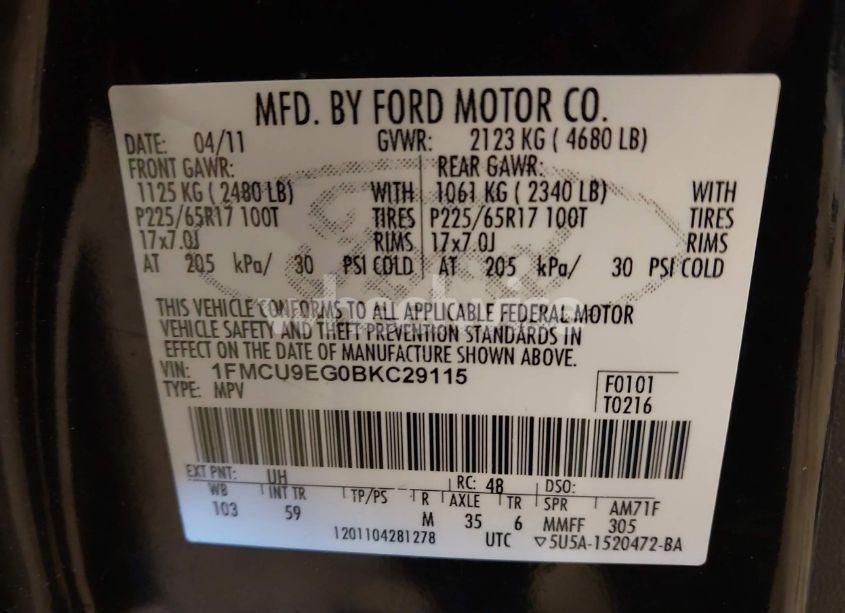 MFD. BY FORD MOTOR CO.
DATE: 04/11 GVWR: 2123 KG ( 4680 LB)
FRONT GAWR: REAR GAWR:
1125 KG ( 2480 LB) WITH 1061 KG ( 2340 LB) WITH
P225/65R17 100T TIRES P225/65R17 100T TIRES
17x7.0J RIMS 17x7.0J RIMS
AT 205 kPa/ 30 PSI COLD AT 205 kPa/ 30 PSI COLD
THIS VEHICLE CONFORMS TO ALL APPLICABLE FEDERAL MOTOR
VEHICLE SAFETY AND THEFT PREVENTION STANDARDS IN
EFFECT ON THE DATE OF MANUFACTURE SHOWN ABOVE.
VIN: 1FMCU9EG0BKC29115
TYPE: MPV
F0101
T0216
EXT PNT: UH RC: 48 DSO:
WB INT TR TP/PS R AXLE TR SPR AM71F
103 59 M 35 6 MMFF 305
1201104281278 UTC ▽5U5A-1520472-BA